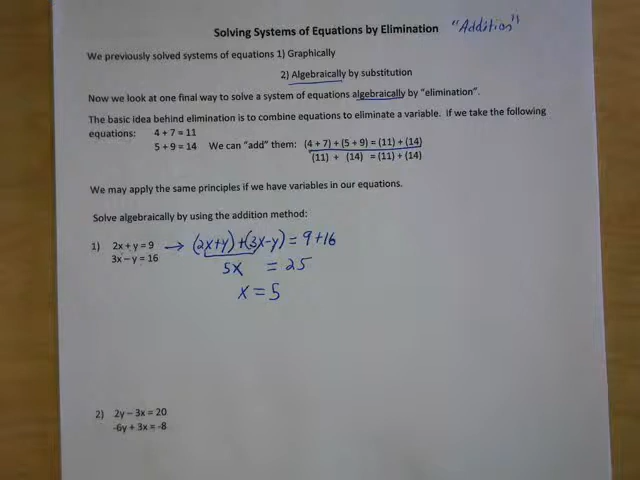 Solving Systems of Equations by Elimination "Addition"
We previously solved systems of equations 1) Graphically
2) Algebraically by substitution
Now we look at one final way to solve a system of equations algebraically by "elimination".
The basic idea behind elimination is to combine equations to eliminate a variable. If we take the following
equations: 4 + 7 = 11
5 + 9 = 14 We can "add" them: (4 + 7) + (5 + 9) = (11) + (14)
(11) + (14) = (11) + (14)
We may apply the same principles if we have variables in our equations.
Solve algebraically by using the addition method:
1) 2x + y = 9 → (2x+y) + (3x-y) = 9+16
3x – y = 16
5x = 25
x = 5
2) 2y – 3x = 20
-6y + 3x = -8